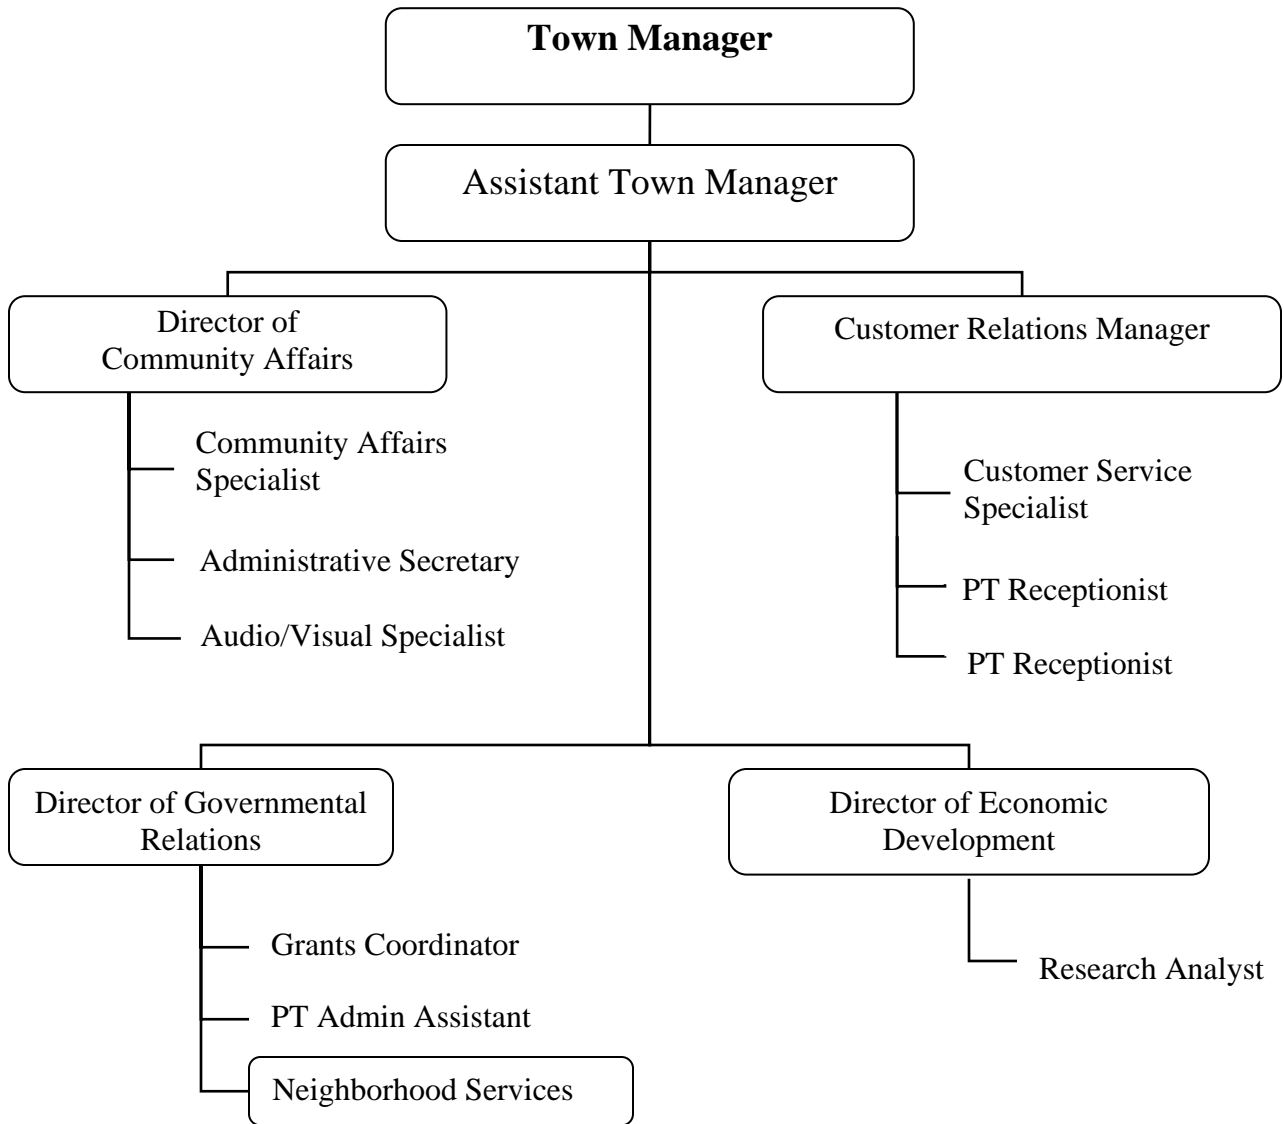 Town Manager
Assistant Town Manager
Director of
Community Affairs
Customer Relations Manager
Community Affairs
Specialist
Administrative Secretary
Audio/Visual Specialist
Customer Service
Specialist
PT Receptionist
PT Receptionist
Director of Governmental
Relations
Director of Economic
Development
Grants Coordinator
PT Admin Assistant
Neighborhood Services
Research Analyst